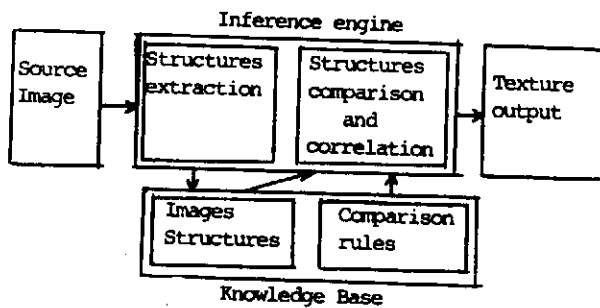 Inference engine
Source
Image
Structures
extraction
Structures
comparison
and
correlation
Texture
output
Images
Structures
Comparison
rules
Knowledge Base